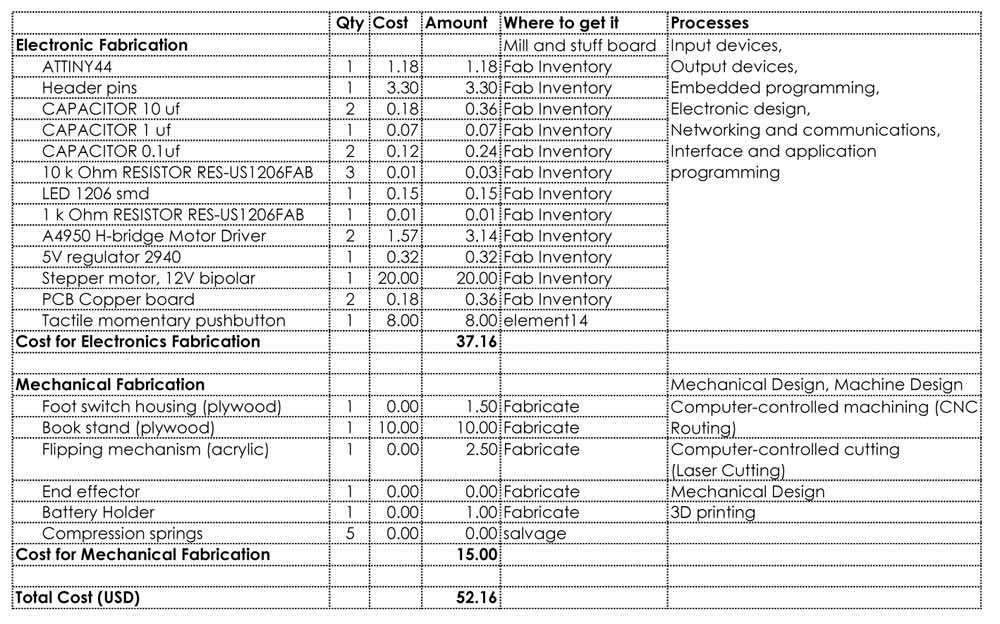 Qty Cost Amount Where to get it Processes
Electronic Fabrication Mill and stuff board Input devices,
ATTINY44 1 1.18 1.18 Fab Inventory Output devices,
Header pins 1 3.30 3.30 Fab Inventory Embedded programming,
CAPACITOR 10 uf 2 0.18 0.36 Fab Inventory Electronic design,
CAPACITOR 1 uf 1 0.07 0.07 Fab Inventory Networking and communications,
CAPACITOR 0.1uf 2 0.12 0.24 Fab Inventory Interface and application
10 k Ohm RESISTOR RES-US1206FAB 3 0.01 0.03 Fab Inventory programming
LED 1206 smd 1 0.15 0.15 Fab Inventory
1 k Ohm RESISTOR RES-US1206FAB 1 0.01 0.01 Fab Inventory
A4950 H-bridge Motor Driver 2 1.57 3.14 Fab Inventory
5V regulator 2940 1 0.32 0.32 Fab Inventory
Stepper motor, 12V bipolar 1 20.00 20.00 Fab Inventory
PCB Copper board 2 0.18 0.36 Fab Inventory
Tactile momentary pushbutton 1 8.00 8.00 element14
Cost for Electronics Fabrication 37.16
Mechanical Fabrication Mechanical Design, Machine Design
Foot switch housing (plywood) 1 0.00 1.50 Fabricate Computer-controlled machining (CNC
Book stand (plywood) 1 10.00 10.00 Fabricate Routing)
Flipping mechanism (acrylic) 1 0.00 2.50 Fabricate Computer-controlled cutting
(Laser Cutting)
End effector 1 0.00 0.00 Fabricate Mechanical Design
Battery Holder 1 0.00 1.00 Fabricate 3D printing
Compression springs 5 0.00 0.00 salvage
Cost for Mechanical Fabrication 15.00
Total Cost (USD) 52.16